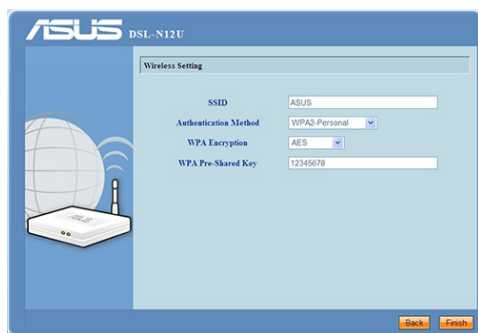 ASUS DSL-N12U
Wireless Setting
SSID ASUS
Authentication Method WPA2-Personal
WPA Encryption AES
WPA Pre-Shared Key 12345678
ASUS
Back Finish